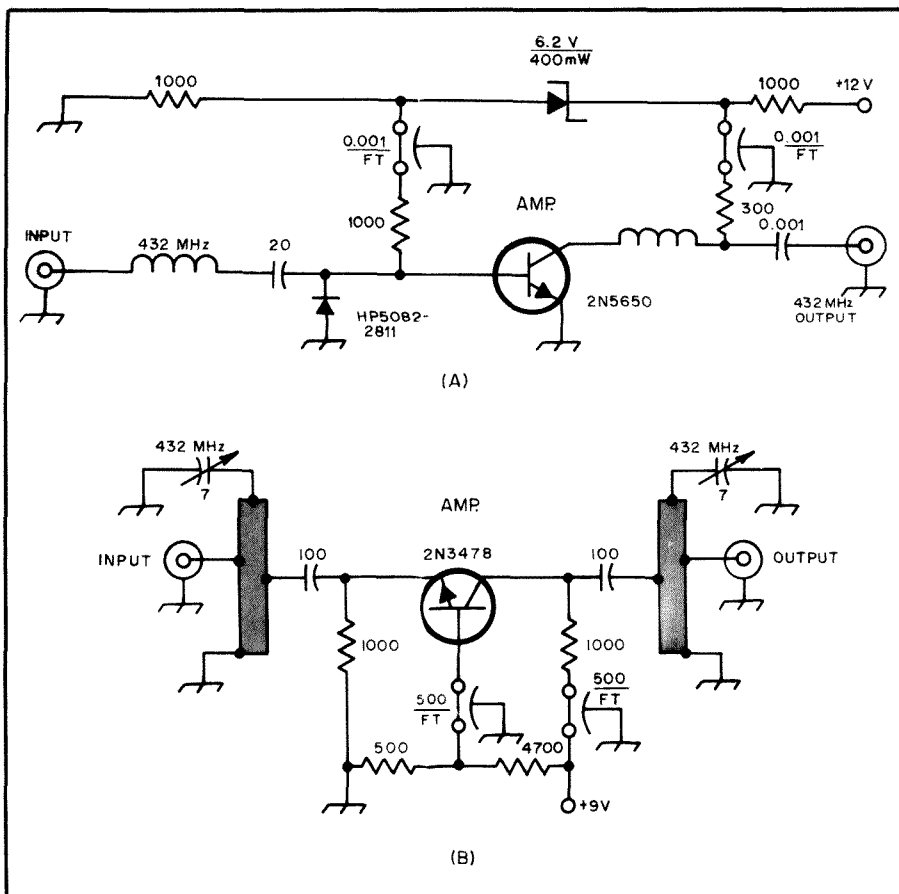 6.2 V
400mW
1000
1000
+12 V
0.001
FT
0.001
FT
AMP.
1000
300
0.001
INPUT
432 MHz
20
2N5650
HP5082-
2811
432 MHz
OUTPUT
(A)
432 MHz
7
432 MHz
7
AMP.
INPUT
100
2N3478
100
OUTPUT
1000
1000
500
FT
500
FT
500
4700
+9V
(B)